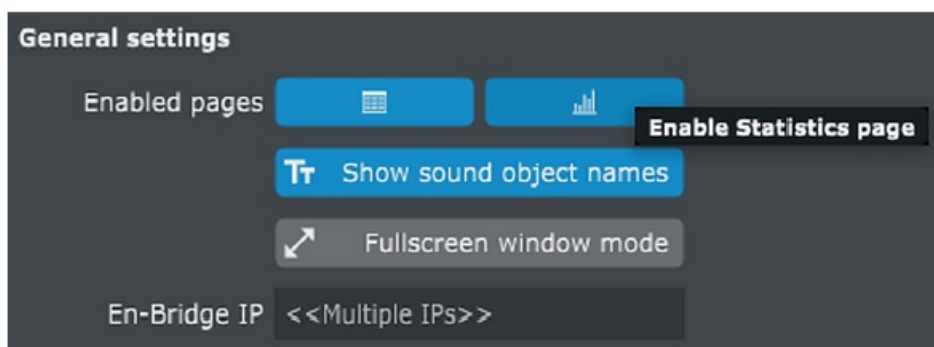 General settings
Enabled pages
Enable Statistics page
Tт Show sound object names
Fullscreen window mode
En-Bridge IP <<Multiple IPs>>